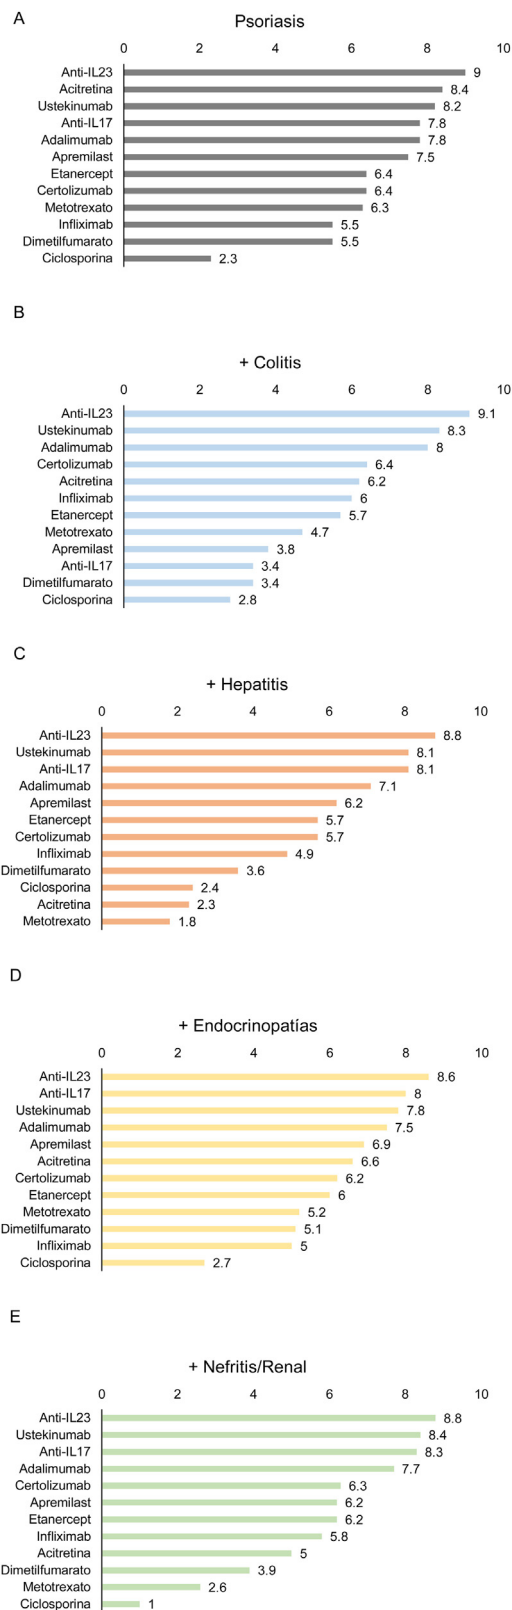 A
Psoriasis
0 2 4 6 8 10
Anti-IL23 9
Acitretina 8.4
Ustekinumab 8.2
Anti-IL17 7.8
Adalimumab 7.8
Apremilast 7.5
Etanercept 6.4
Certolizumab 6.4
Metotrexato 6.3
Infliximab 5.5
Dimetilfumarato 5.5
Ciclosporina 2.3
B
+ Colitis
0 2 4 6 8 10
Anti-IL23 9.1
Ustekinumab 8.3
Adalimumab 8
Certolizumab 6.4
Acitretina 6.2
Infliximab 6
Etanercept 5.7
Metotrexato 4.7
Apremilast 3.8
Anti-IL17 3.4
Dimetilfumarato 3.4
Ciclosporina 2.8
C
+ Hepatitis
0 2 4 6 8 10
Anti-IL23 8.8
Ustekinumab 8.1
Anti-IL17 8.1
Adalimumab 7.1
Apremilast 6.2
Etanercept 5.7
Certolizumab 5.7
Infliximab 4.9
Dimetilfumarato 3.6
Ciclosporina 2.4
Acitretina 2.3
Metotrexato 1.8
D
+ Endocrinopatías
0 2 4 6 8 10
Anti-IL23 8.6
Anti-IL17 8
Ustekinumab 7.8
Adalimumab 7.5
Apremilast 6.9
Acitretina 6.6
Certolizumab 6.2
Etanercept 6
Metotrexato 5.2
Dimetilfumarato 5.1
Infliximab 5
Ciclosporina 2.7
E
+ Nefritis/Renal
0 2 4 6 8 10
Anti-IL23 8.8
Ustekinumab 8.4
Anti-IL17 8.3
Adalimumab 7.7
Certolizumab 6.3
Apremilast 6.2
Etanercept 6.2
Infliximab 5.8
Acitretina 5
Dimetilfumarato 3.9
Metotrexato 2.6
Ciclosporina 1